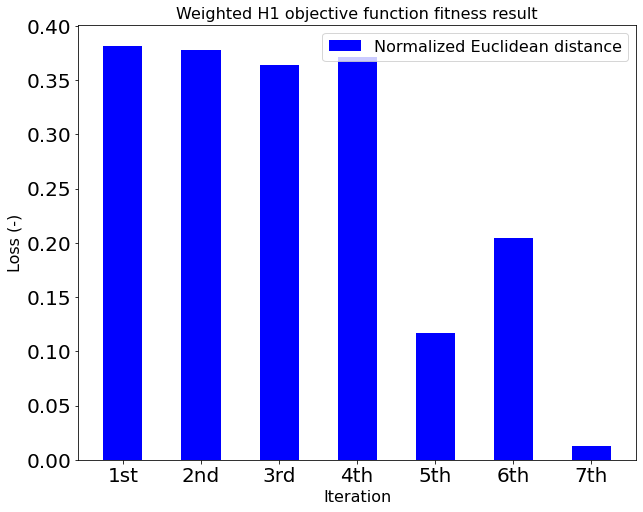 Weighted H1 objective function fitness result
Normalized Euclidean distance
0.40
0.35
0.30
0.25
0.20
0.15
0.10
0.05
0.00
Loss (-)
1st 2nd 3rd 4th 5th 6th 7th
Iteration